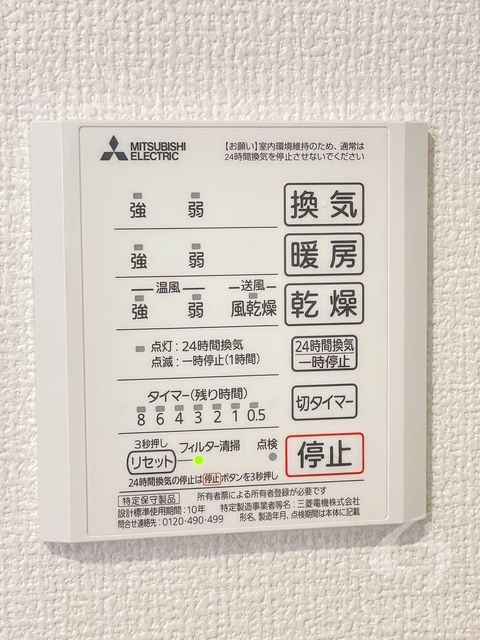 MITSUBISHI
ELECTRIC
【お願い】室内環境維持のため、通常は
24時間換気を停止させないでください
強 弱 換気
強 弱 暖房
温風 送風
強 弱 風乾燥 乾燥
点灯：24時間換気
点滅：一時停止(1時間)
24時間換気
一時停止
タイマー(残り時間)
8 6 4 3 2 1 0.5
切タイマー
3秒押し
リセット フィルター清掃 点検
停止
24時間換気の停止は停止ボタンを3秒押し
特定保守製品 所有者票による所有者登録が必要です
設計標準使用期間：10年 特定製造事業者等名：三菱電機株式会社
問合せ連絡先：0120-490-499 形名、製造年月、点検期間は本体に記載